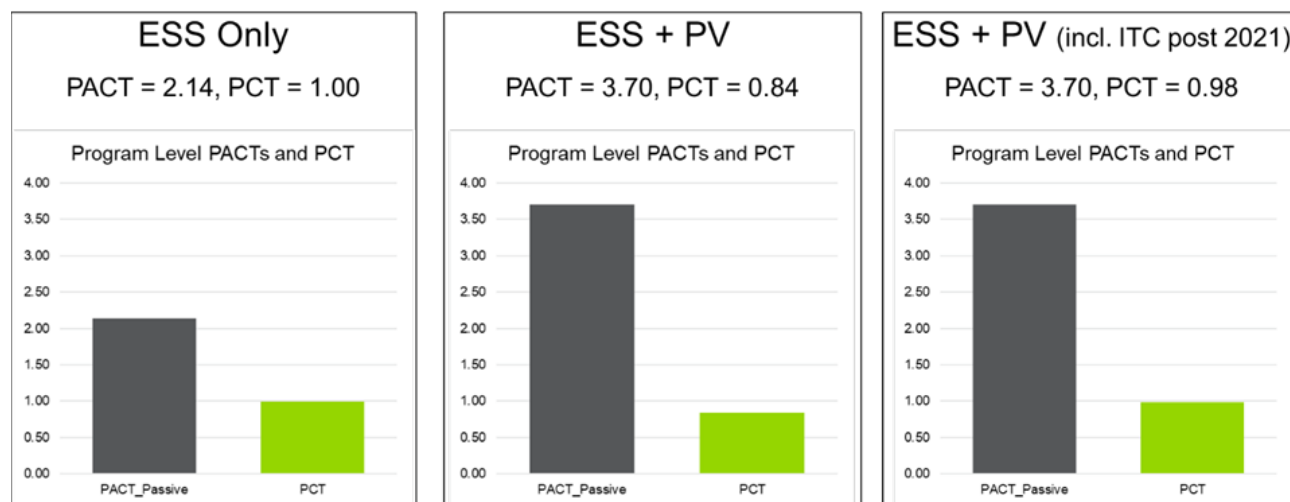 ESS Only
PACT = 2.14, PCT = 1.00
Program Level PACTs and PCT
4.00
3.50
3.00
2.50
2.00
1.50
1.00
0.50
0.00
PACT_Passive PCT
ESS + PV
PACT = 3.70, PCT = 0.84
Program Level PACTs and PCT
4.00
3.50
3.00
2.50
2.00
1.50
1.00
0.50
0.00
PACT_Passive PCT
ESS + PV (incl. ITC post 2021)
PACT = 3.70, PCT = 0.98
Program Level PACTs and PCT
4.00
3.50
3.00
2.50
2.00
1.50
1.00
0.50
0.00
PACT_Passive PCT